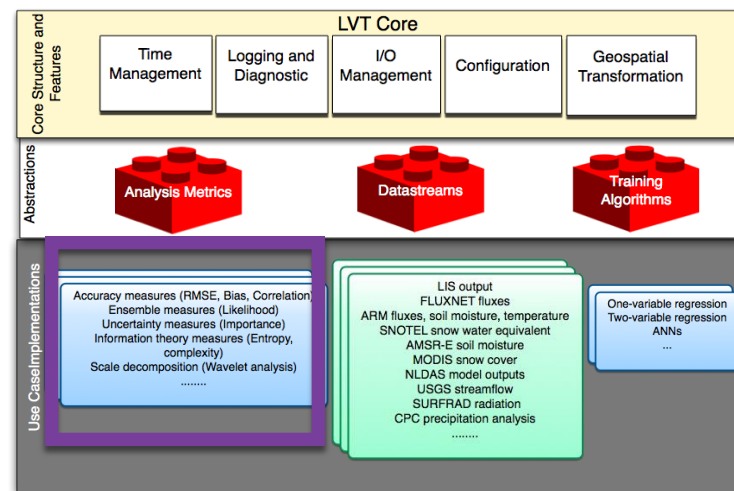 LVT Core
Core Structure and
Features
Time
Management
Logging and
Diagnostic
I/O
Management
Configuration
Geospatial
Transformation
Abstractions
Analysis Metrics
Datastreams
Training
Algorithms
Use CaseImplementations
Accuracy measures (RMSE, Bias, Correlation)
Ensemble measures (Likelihood)
Uncertainty measures (Importance)
Information theory measures (Entropy,
complexity)
Scale decomposition (Wavelet analysis)
........
LIS output
FLUXNET fluxes
ARM fluxes, soil moisture, temperature
SNOTEL snow water equivalent
AMSR-E soil moisture
MODIS snow cover
NLDAS model outputs
USGS streamflow
SURFRAD radiation
CPC precipitation analysis
........
One-variable regression
Two-variable regression
ANNs
...